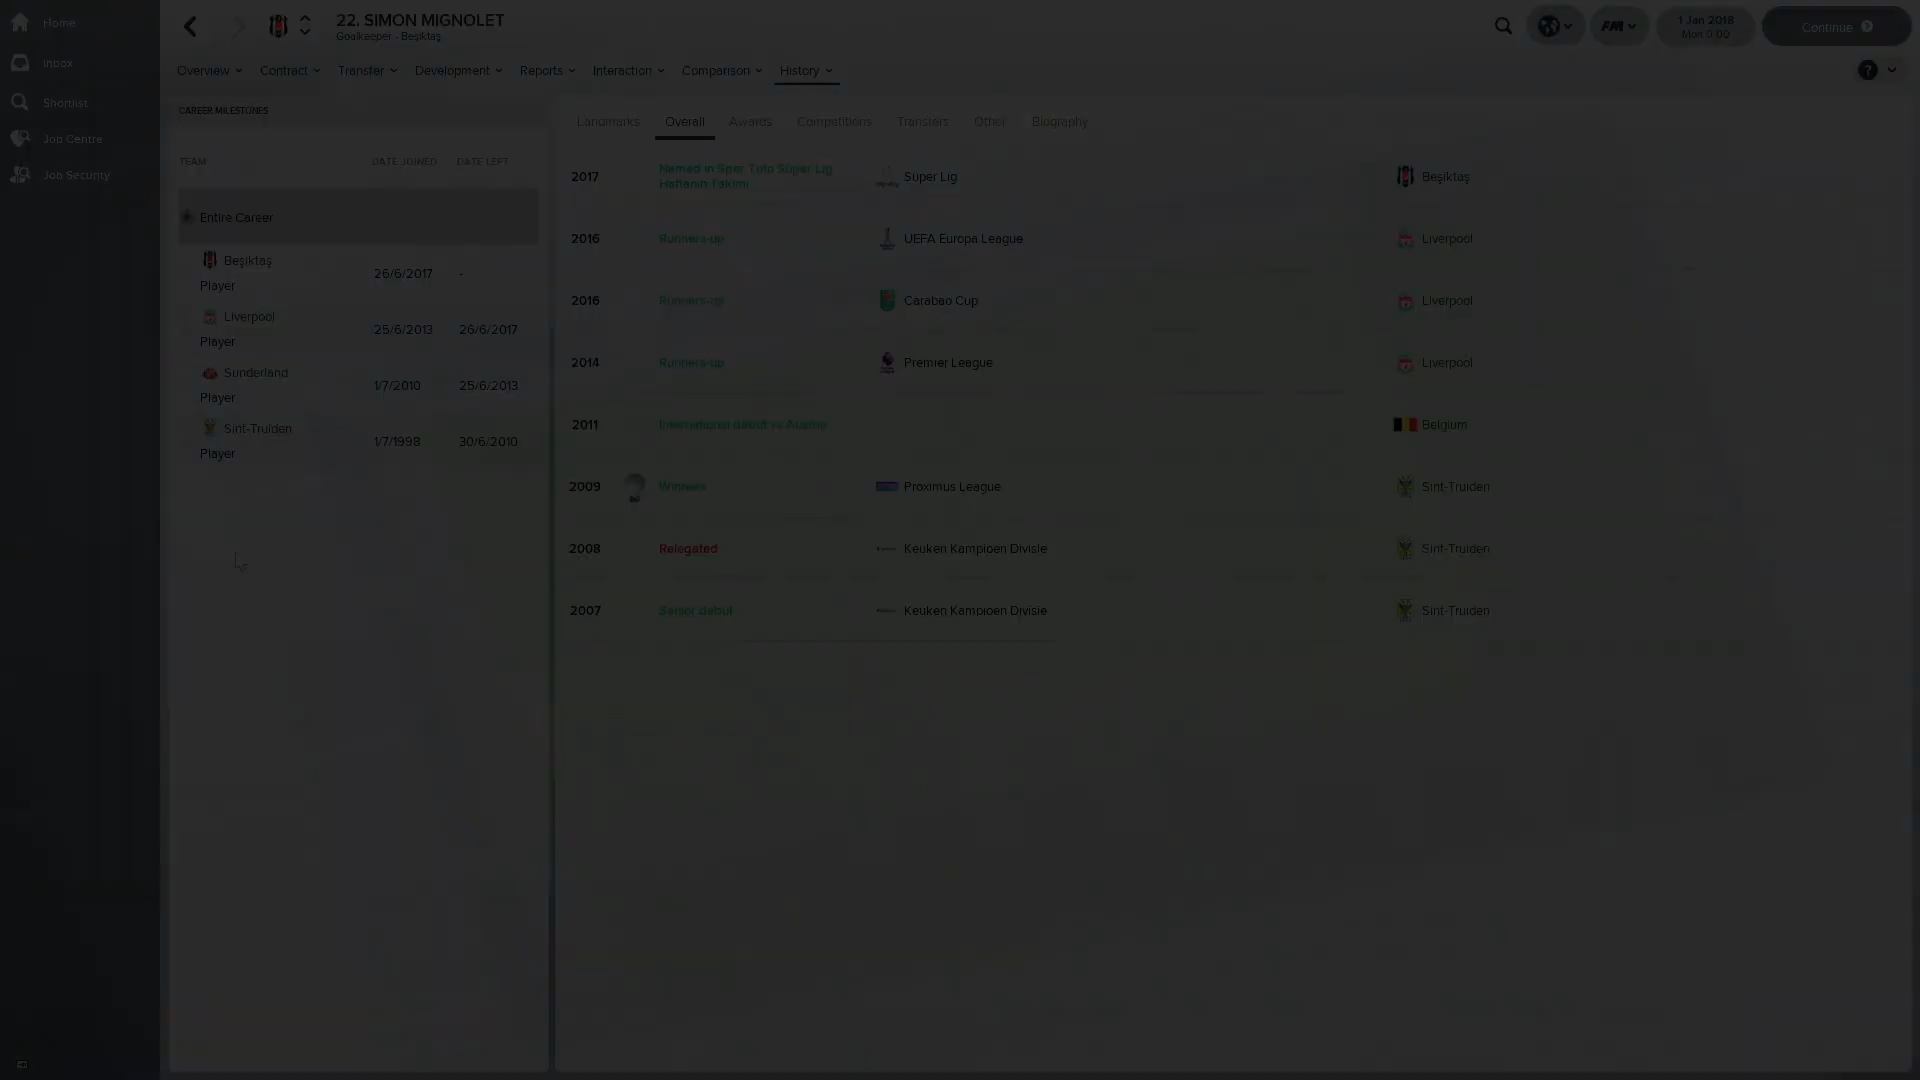 Home
Inbox
Shortlist
Job Centre
Job Security
22. SIMON MIGNOLET
Goalkeeper - Beşiktaş
FM
1 Jan 2018
Mon 0:00
Continue
Overview
Contract
Transfer
Development
Reports
Interaction
Comparison
History
?
CAREER MILESTONES
TEAM DATE JOINED DATE LEFT
Entire Career
Beşiktaş
Player
26/6/2017 -
Liverpool
Player
25/6/2013 26/6/2017
Sunderland
Player
1/7/2010 25/6/2013
Sint-Truiden
Player
1/7/1998 30/6/2010
Landmarks Overall Awards Competitions Transfers Other Biography
2017 Named in Spor Toto Süper Lig
Haftanin Takimi
Süper Lig Beşiktaş
2016 Runners-up UEFA Europa League Liverpool
2016 Runners-up Carabao Cup Liverpool
2014 Runners-up Premier League Liverpool
2011 International debut vs Austria Belgium
2009 Winners Proximus League Sint-Truiden
2008 Relegated Keuken Kampioen Divisie Sint-Truiden
2007 Senior debut Keuken Kampioen Divisie Sint-Truiden